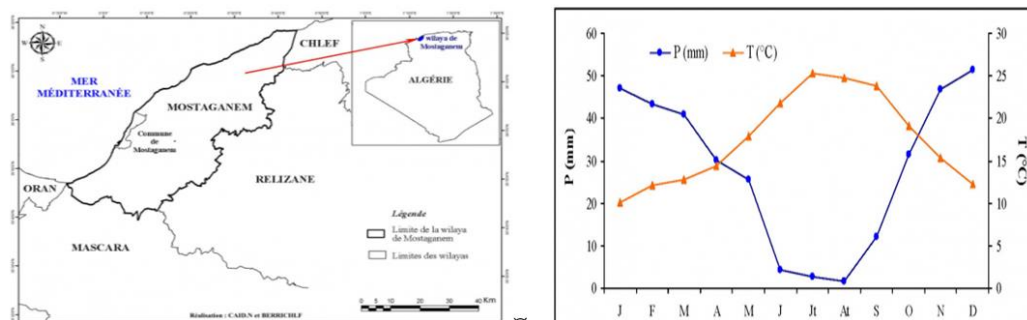 CHLEF
wilaya
de Mostaganem
MER
MÉDITERRANÉE
ALGÉRIE
MOSTAGANEM
Commune
de
Mostaganem
RELIZANE
ORAN
MASCARA
Légende
Limite de la wilaya
de Mostaganem
Limites des wilayas
0 5 10 20 30 40
Km
Réalisation : CAID.N et BERRICHI.F
N
W E
S
P (mm) T (°C)
60 30
50 25
40 20
30 15
20 10
10 5
0 0
P (mm)
T (°C)
J F M A M J Jt At S O N D